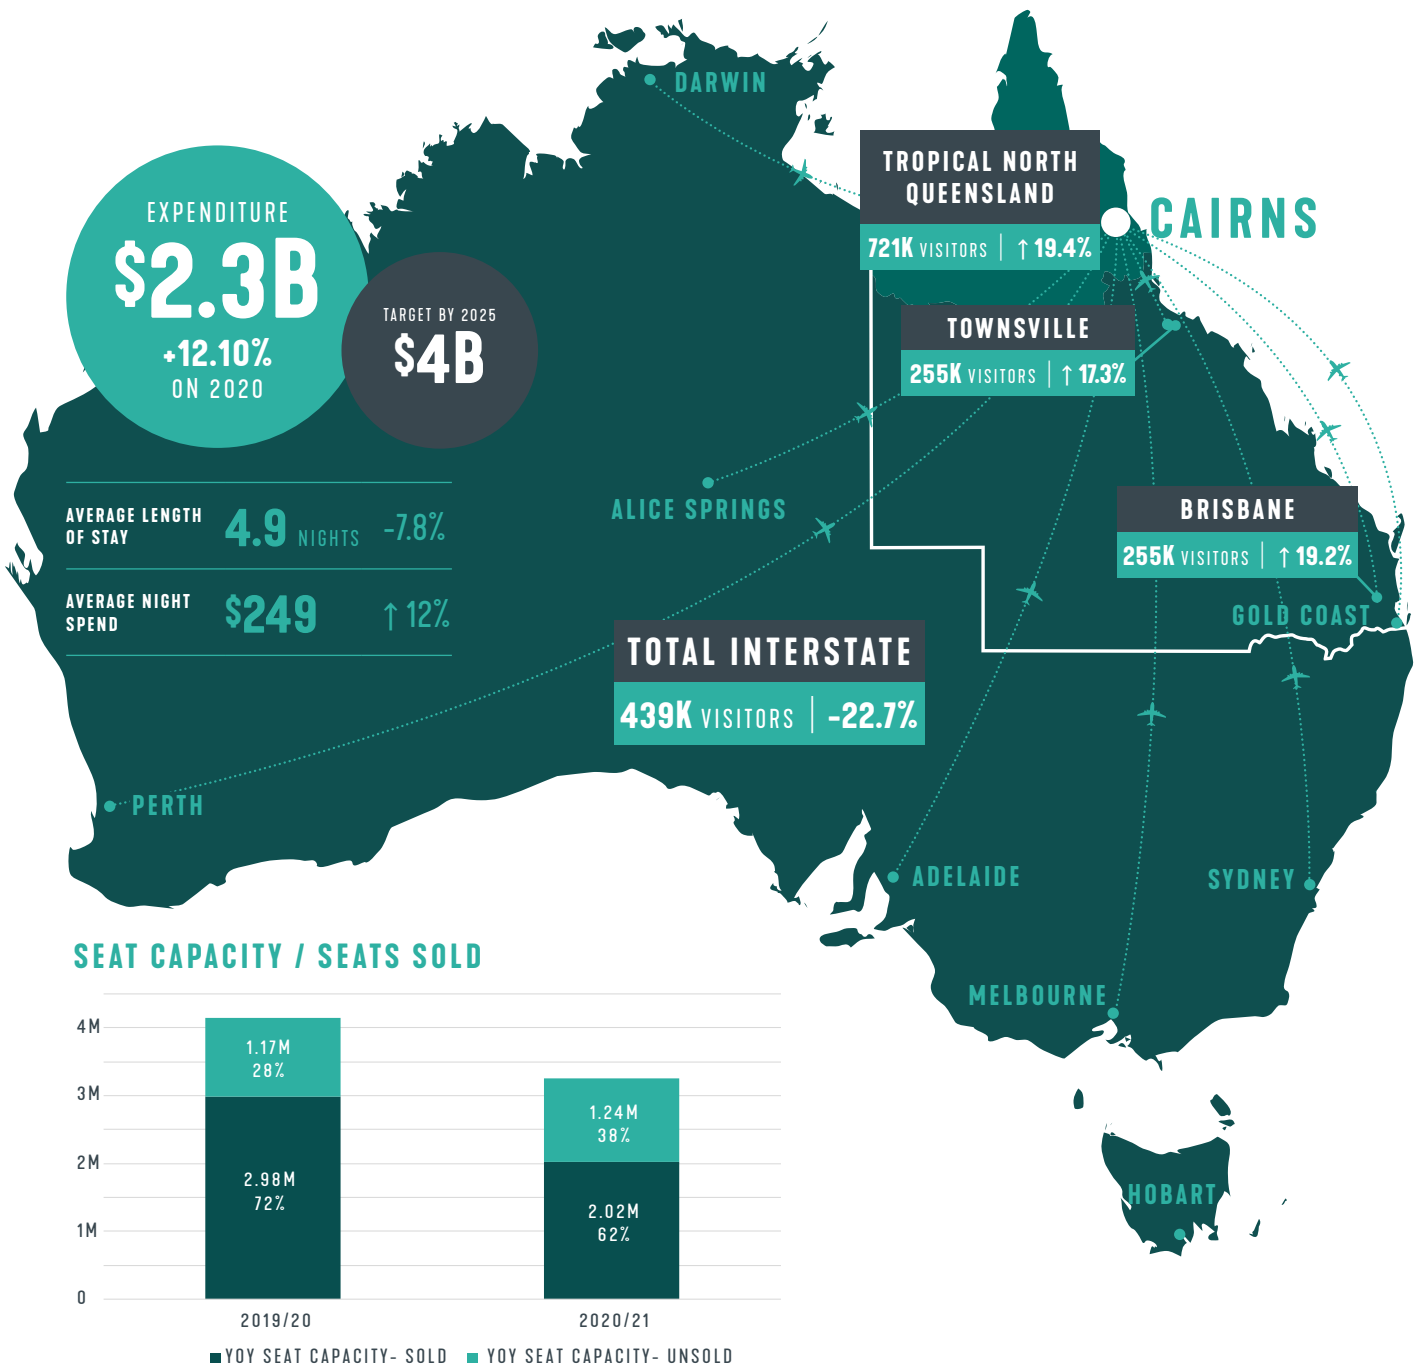 DARWIN
TROPICAL NORTH
QUEENSLAND
721K VISITORS | ↑ 19.4%
CAIRNS
EXPENDITURE
$2.3B
+12.10%
ON 2020
TARGET BY 2025
$4B
TOWNSVILLE
255K VISITORS | ↑ 17.3%
AVERAGE LENGTH
OF STAY
4.9 NIGHTS -7.8%
AVERAGE NIGHT
SPEND
$249 ↑ 12%
ALICE SPRINGS
BRISBANE
255K VISITORS | ↑ 19.2%
GOLD COAST
TOTAL INTERSTATE
439K VISITORS | -22.7%
PERTH
ADELAIDE
SYDNEY
MELBOURNE
HOBART
SEAT CAPACITY / SEATS SOLD
4M
3M
2M
1M
0
1.17M
28%
2.98M
72%
1.24M
38%
2.02M
62%
2019/20
2020/21
YOY SEAT CAPACITY- SOLD
YOY SEAT CAPACITY- UNSOLD